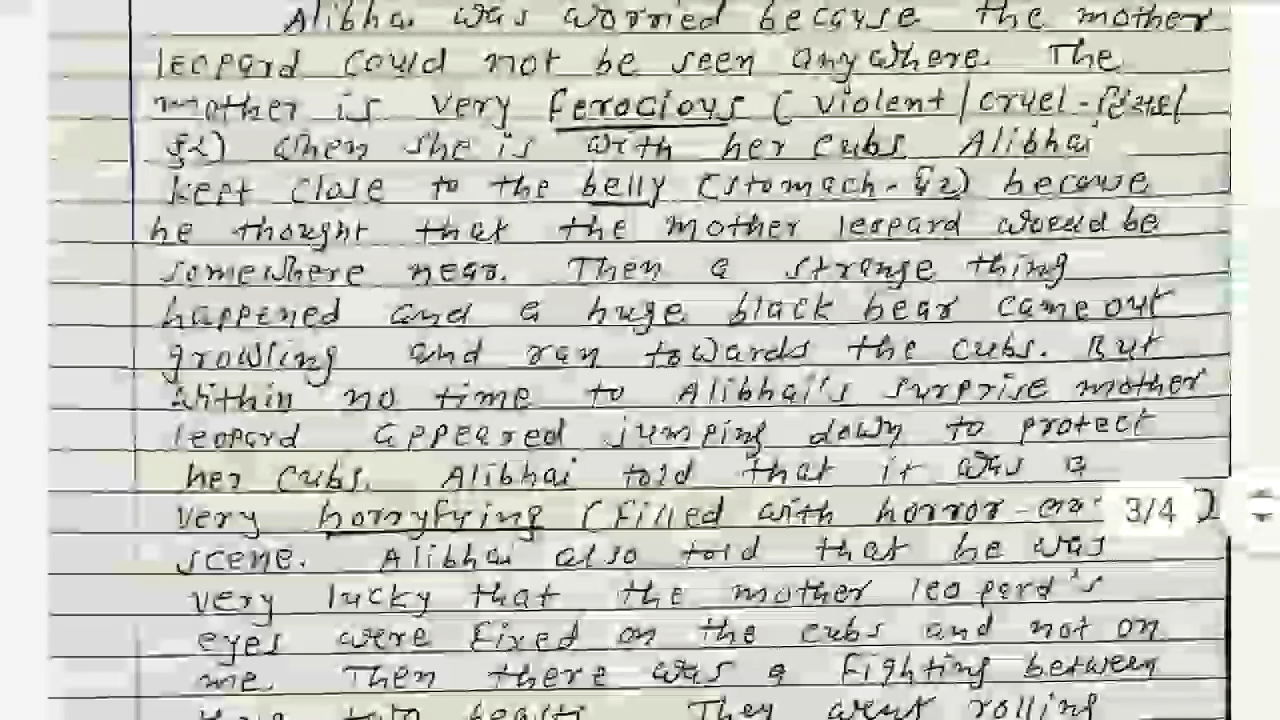 Alibhai was worried because the mother
leopard could not be seen anywhere. The
mother is very ferocious ( violent / cruel -
when she is with her cubs Alibhai
kept close to the belly (stomach - पेट) because
he thought that the mother leopard would be
somewhere near. Then a strange thing
happened and a huge black bear came out
growling and ran towards the cubs. But
within no time to Alibhai's surprise mother
leopard appeared jumping down to protect
her cubs. Alibhai told that it was a
very horryfying (filled with horror - )
3/4
scene. Alibhai also told that he was
very lucky that the mother leoperd's
eyes were fixed on the cubs and not on
me. Then there was a fighting between
beasts They went rolling